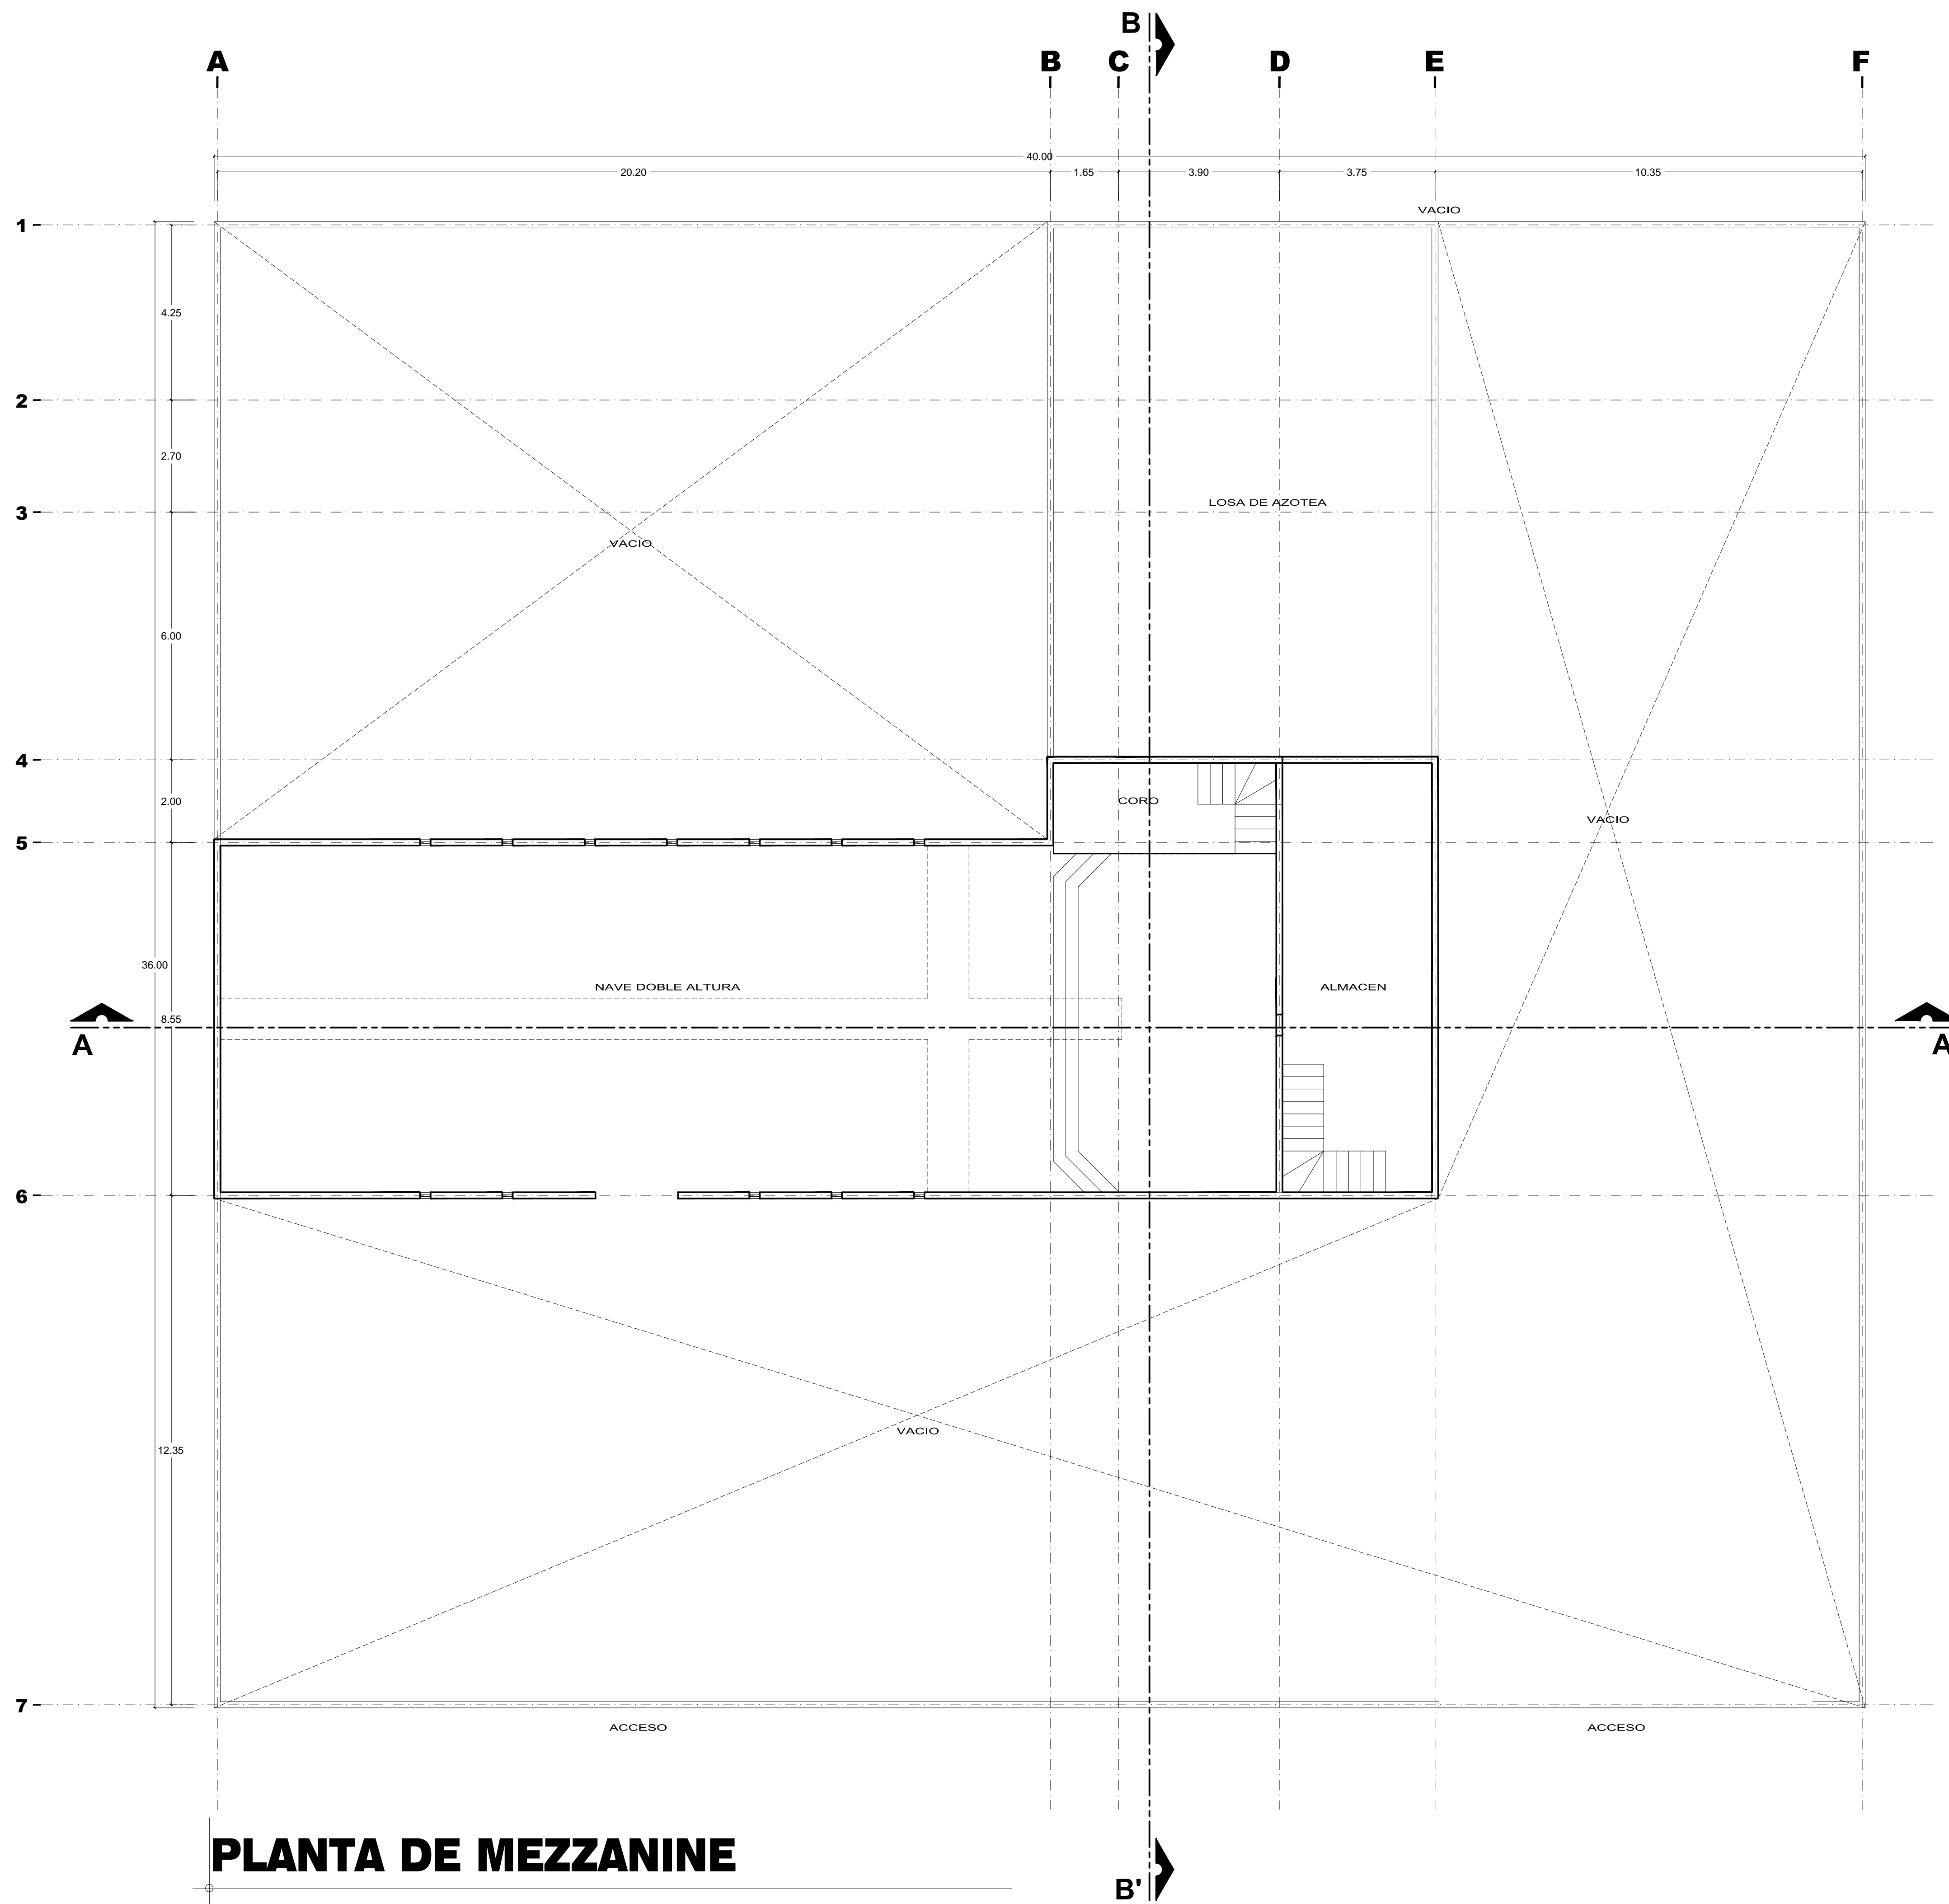 B
A B C D E F
40.00
20.20 1.65 3.90 3.75 10.35
VACIO
1
4.25
2
2.70
LOSA DE AZOTEA
3
VACIO
6.00
4
2.00
CORO
VACIO
5
36.00
NAVE DOBLE ALTURA
ALMACEN
8.55
A A
6
VACIO
12.35
7
ACCESO ACCESO
PLANTA DE MEZZANINE
B'